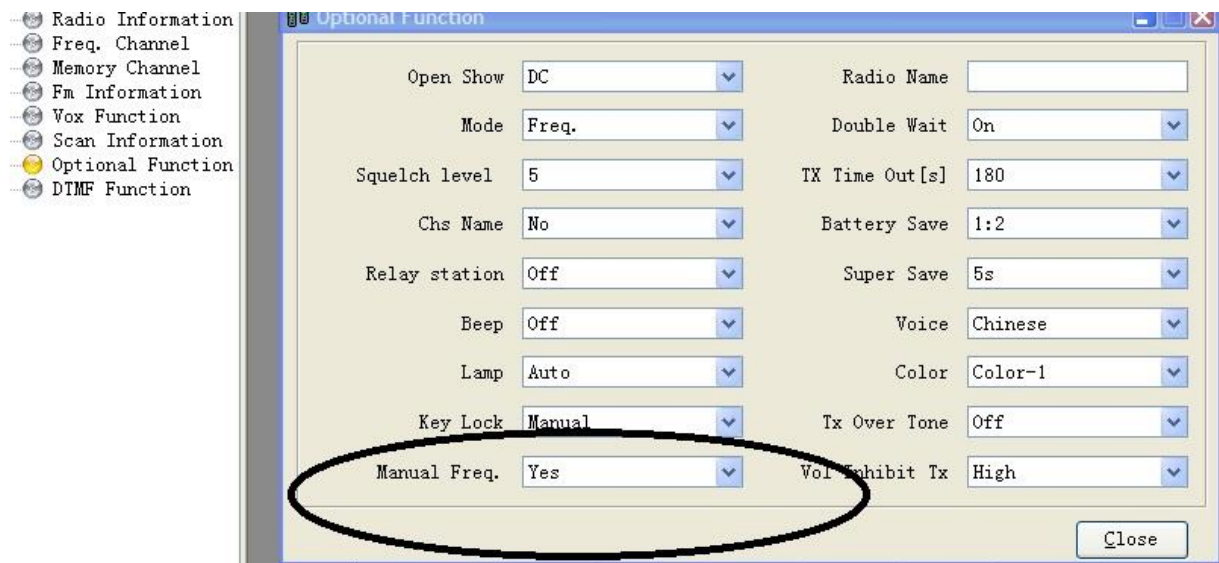 Radio Information
Freq. Channel
Memory Channel
Fm Information
Vox Function
Scan Information
Optional Function
DTMF Function
Optional Function
Open Show DC Radio Name
Mode Freq. Double Wait On
Squelch level 5 TX Time Out[s] 180
Chs Name No Battery Save 1:2
Relay station Off Super Save 5s
Beep Off Voice Chinese
Lamp Auto Color Color-1
Key Lock Manual Tx Over Tone Off
Manual Freq. Yes Vol Inhibit Tx High
Close